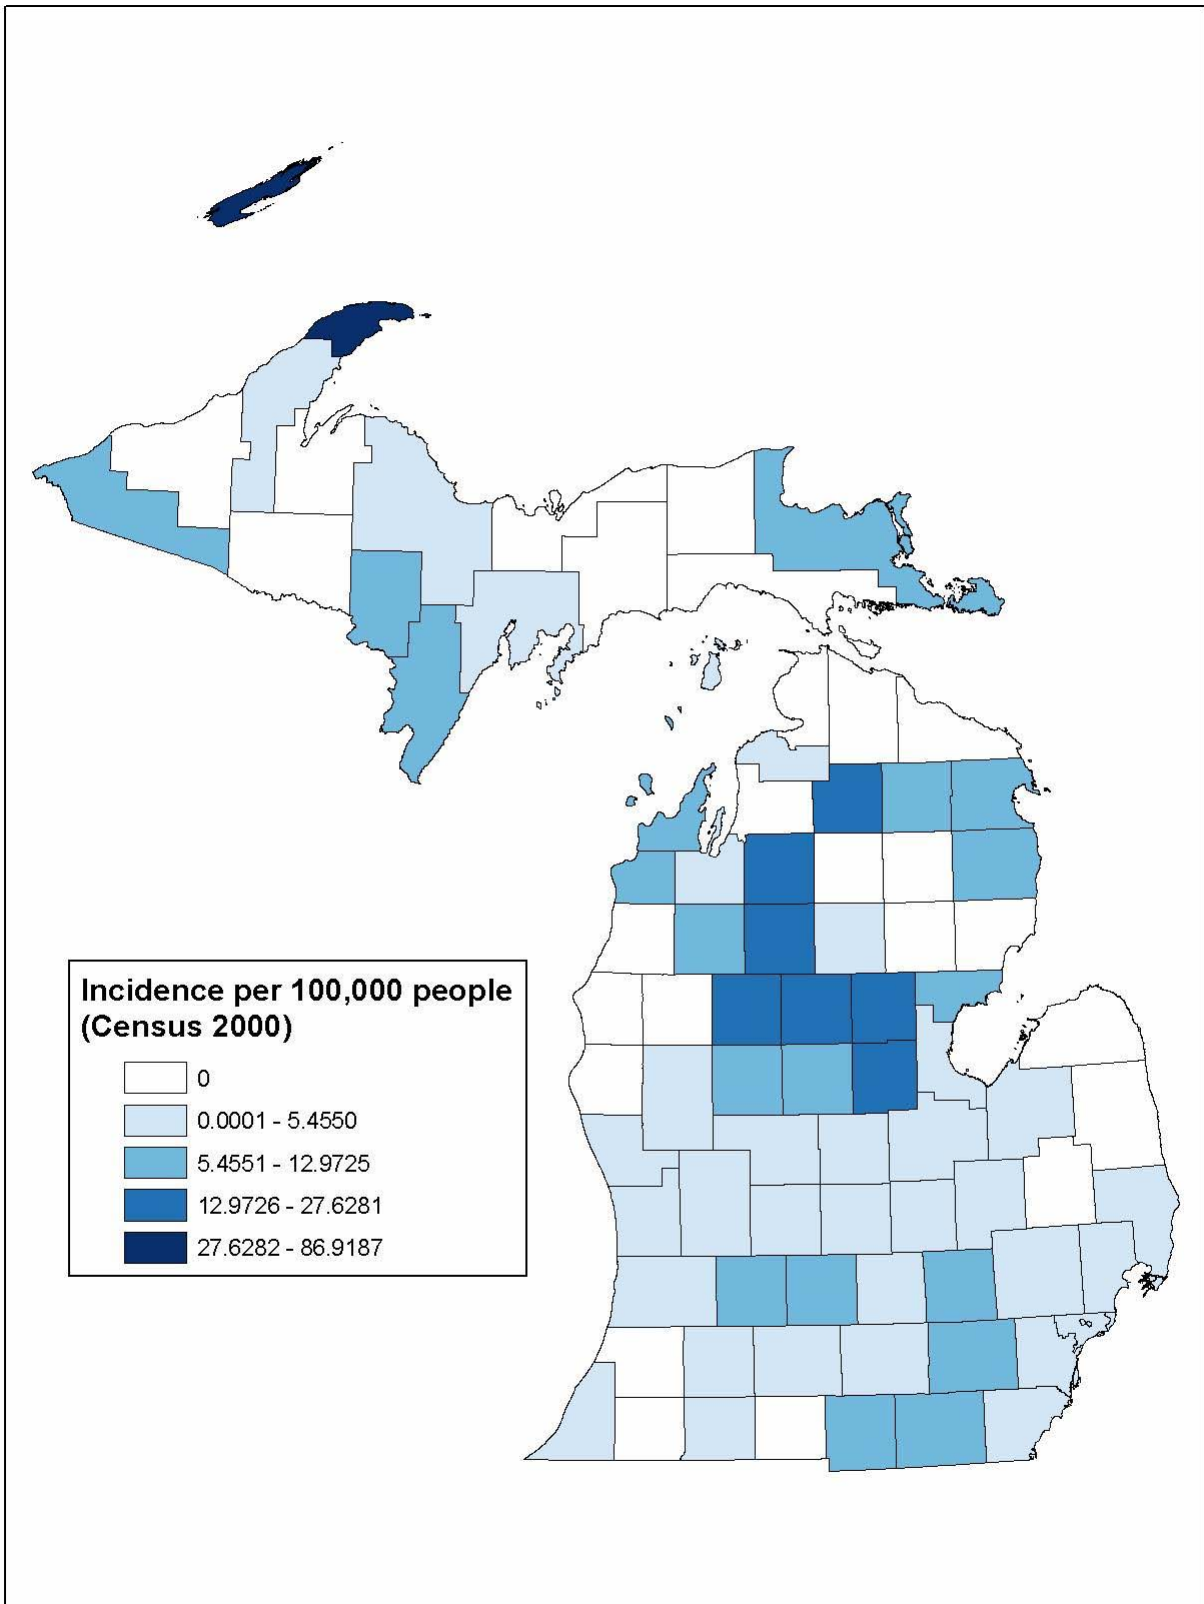 Incidence per 100,000 people
(Census 2000)
0
0.0001 - 5.4550
5.4551 - 12.9725
12.9726 - 27.6281
27.6282 - 86.9187